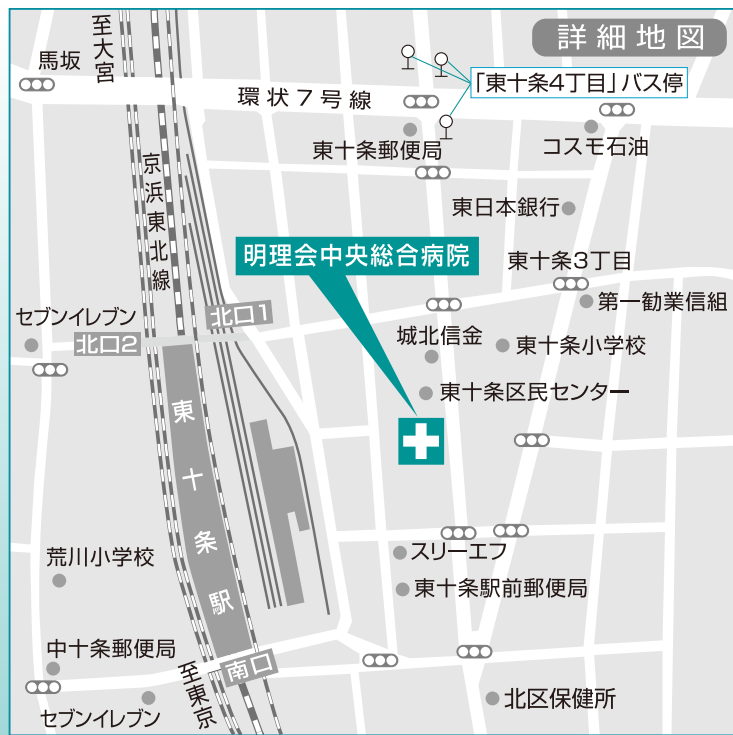 詳細地図
至大宮
馬坂
「東十条4丁目」バス停
環状7号線
東十条郵便局
コスモ石油
京浜東北線
東日本銀行
明理会中央総合病院
東十条3丁目
第一勧業信組
北口1
セブンイレブン
北口2
城北信金
東十条小学校
東十条区民センター
東十条駅
スリーエフ
荒川小学校
東十条駅前郵便局
中十条郵便局
南口
至東京
セブンイレブン
北区保健所